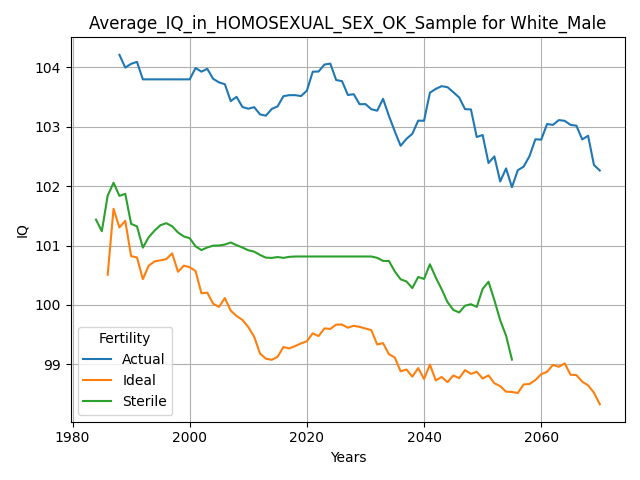 Average_IQ_in_HOMOSEXUAL_SEX_OK_Sample for White_Male
104
103
102
101
100
99
IQ
Fertility
Actual
Ideal
Sterile
1980 2000 2020 2040 2060
Years